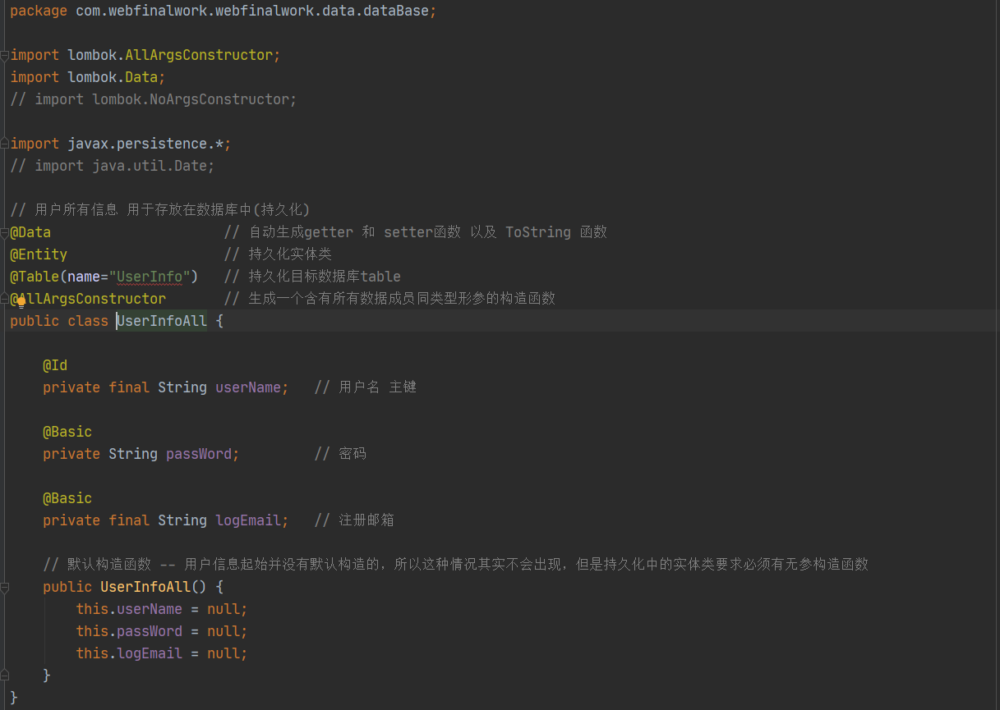 package com.webfinalwork.webfinalwork.data.dataBase;
import lombok.AllArgsConstructor;
import lombok.Data;
// import lombok.NoArgsConstructor;
import javax.persistence.*;
// import java.util.Date;
// 用户所有信息 用于存放在数据库中(持久化)
@Data // 自动生成getter 和 setter函数 以及 ToString 函数
@Entity // 持久化实体类
@Table(name="UserInfo") // 持久化目标数据库table
@AllArgsConstructor // 生成一个含有所有数据成员同类型形参的构造函数
public class UserInfoAll {
@Id
private final String userName; // 用户名 主键
@Basic
private String passWord; // 密码
@Basic
private final String logEmail; // 注册邮箱
// 默认构造函数 -- 用户信息起始并没有默认构造的，所以这种情况其实不会出现，但是持久化中的实体类要求必须有无参构造函数
public UserInfoAll() {
this.userName = null;
this.passWord = null;
this.logEmail = null;
}
}